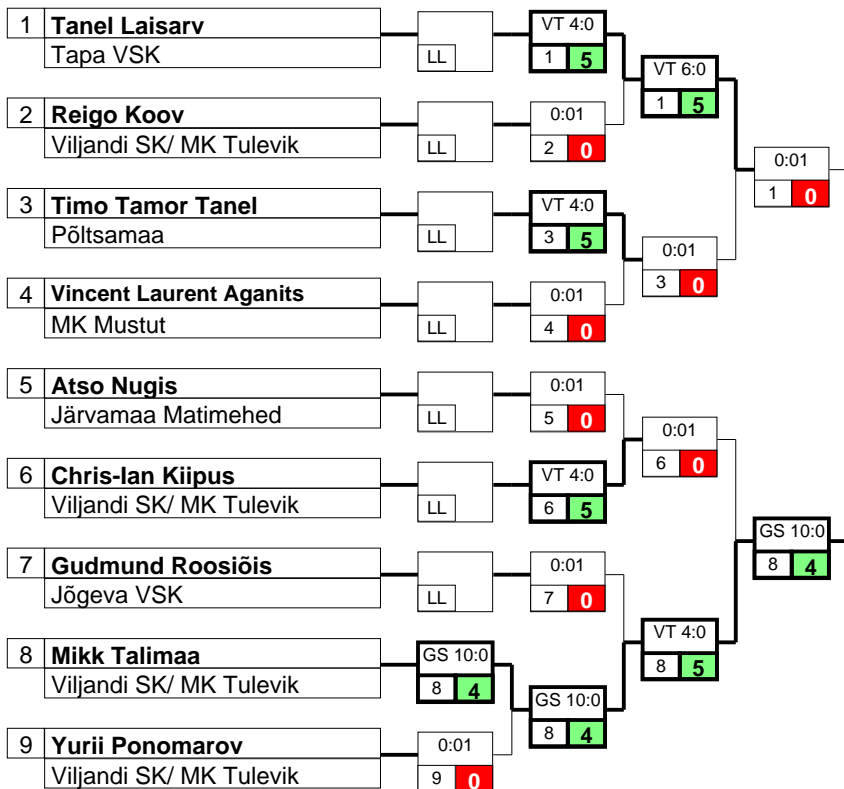 1 Tanel Laisarv
Tapa VSK
LL
VT 4:0
1 5
VT 6:0
1 5
2 Reigo Koov
Viljandi SK/ MK Tulevik
LL
0:01
2 0
0:01
1 0
3 Timo Tamor Tanel
Põltsamaa
LL
VT 4:0
3 5
0:01
3 0
4 Vincent Laurent Aganits
MK Mustut
LL
0:01
4 0
5 Atso Nugis
Järvamaa Matimehed
LL
0:01
5 0
0:01
6 0
6 Chris-Ian Kiipus
Viljandi SK/ MK Tulevik
LL
VT 4:0
6 5
GS 10:0
8 4
7 Gudmund Roosiõis
Jõgeva VSK
LL
0:01
7 0
VT 4:0
8 5
8 Mikk Talimaa
Viljandi SK/ MK Tulevik
GS 10:0
8 4
GS 10:0
8 4
9 Yurii Ponomarov
Viljandi SK/ MK Tulevik
0:01
9 0